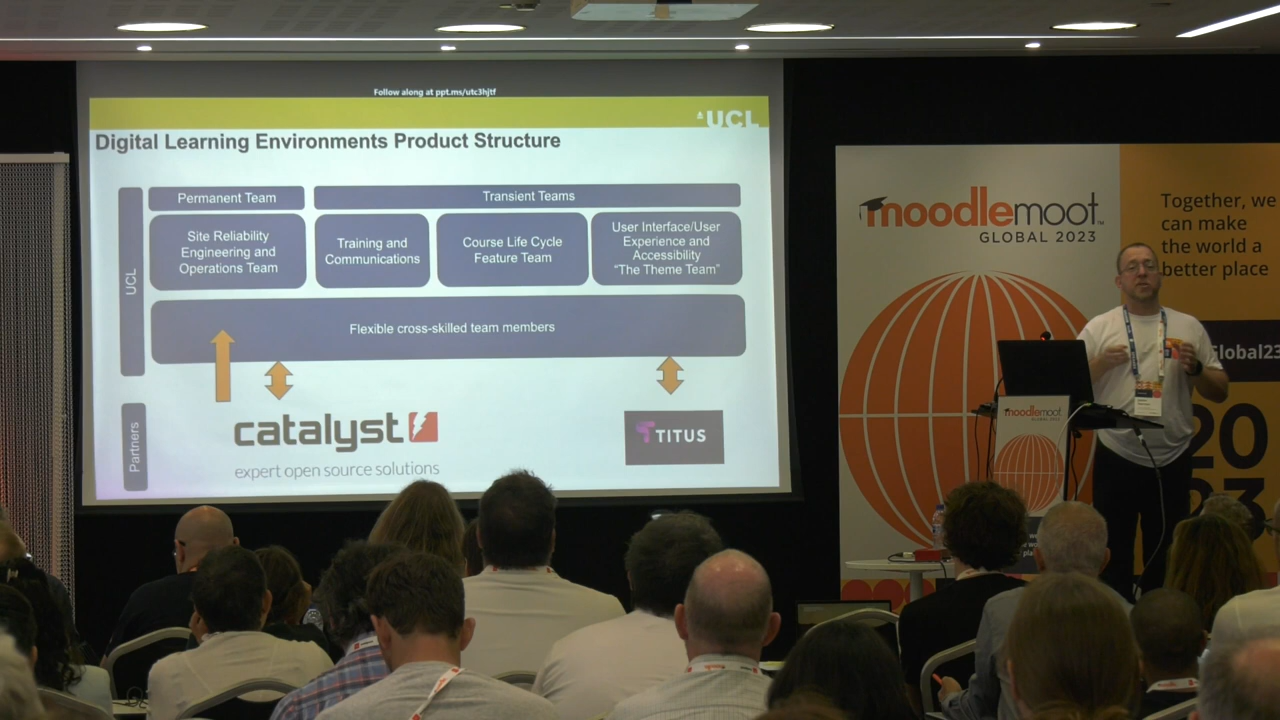 Follow along at ppt.ms/utc3hjtf
UCL
Digital Learning Environments Product Structure
UCL
Permanent Team
Transient Teams
Site Reliability
Engineering and
Operations Team
Training and
Communications
Course Life Cycle
Feature Team
User Interface/User
Experience and
Accessibility
“The Theme Team”
Flexible cross-skilled team members
Partners
catalyst
expert open source solutions
TITUS
moodlemoot™
GLOBAL 2023
Together, we
can make
the world a
better place
Global23
20
23
moodlemoot
GLOBAL 2023